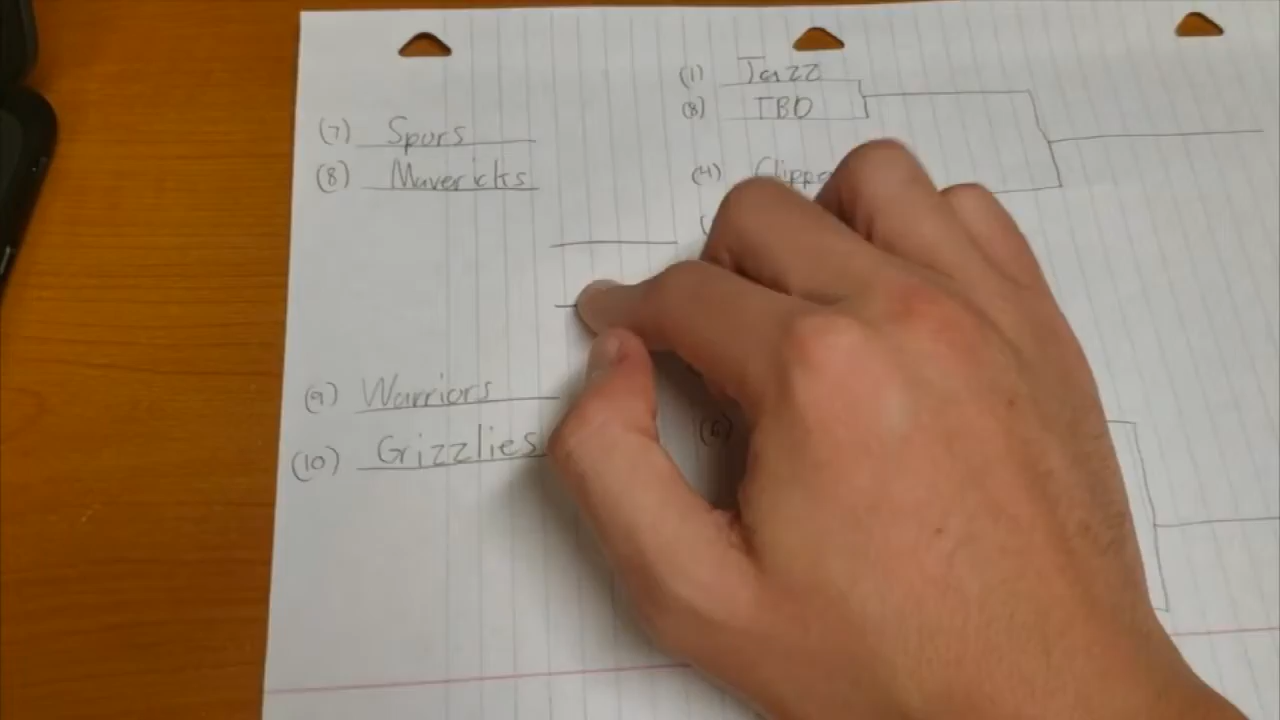 (7) Spurs
(8) Mavericks
(9) Warriors
(10) Grizzlies
(1) Jazz
(8) TBD
(4)